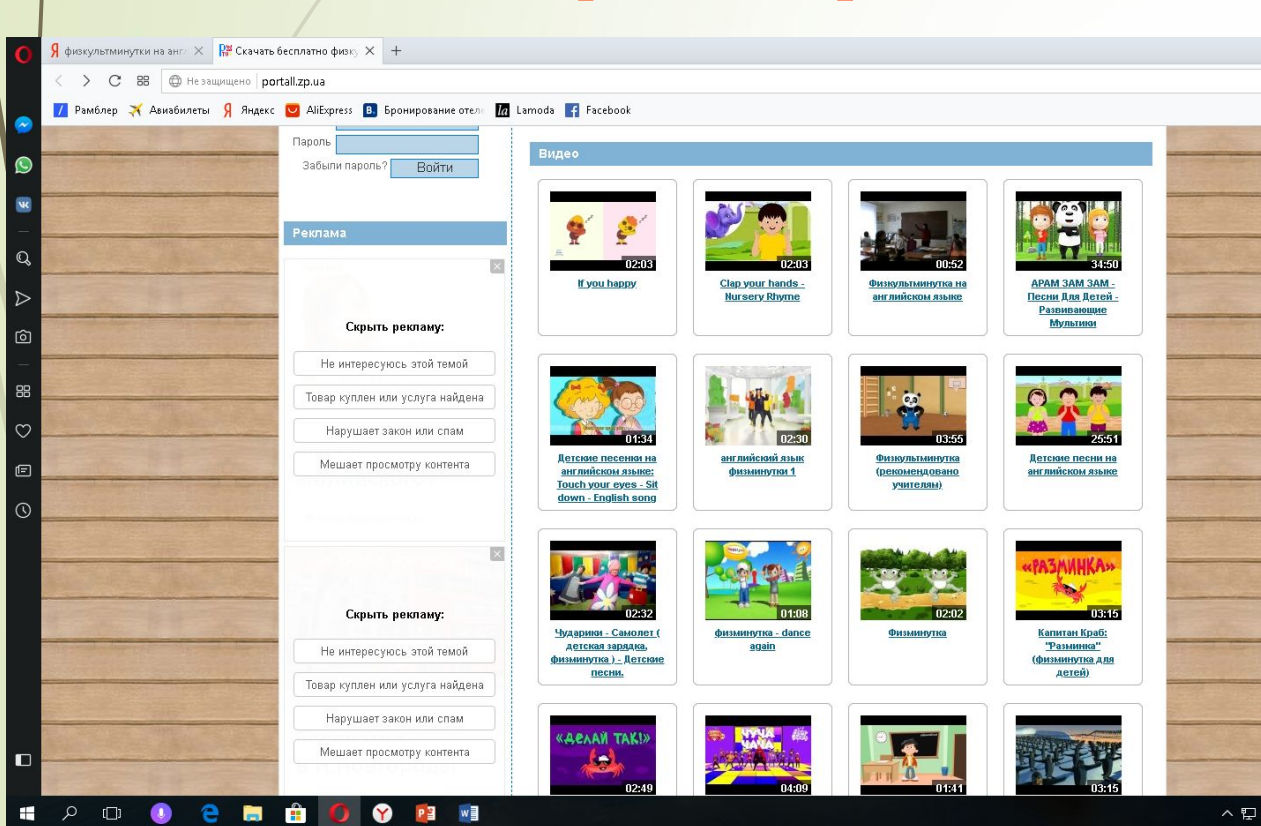 физкультминутки на англ
Скачать бесплатно физку
Не защищено portall.zp.ua
Рамблер Авиабилеты Яндекс AliExpress Бронирование отеле Lamoda Facebook
Пароль
Забыли пароль? Войти
Реклама
Скрыть рекламу:
Не интересуюсь этой темой
Товар куплен или услуга найдена
Нарушает закон или спам
Мешает просмотру контента
Скрыть рекламу:
Не интересуюсь этой темой
Товар куплен или услуга найдена
Нарушает закон или спам
Мешает просмотру контента
Видео
02:03
If you happy
02:03
Clap your hands -
Nursery Rhyme
00:52
Физкультминутка на
английском языке
34:50
АРАМ ЗАМ ЗАМ -
Песни Для Детей -
Развивающие
Мультики
01:34
Детские песенки на
английском языке:
Touch your eyes - Sit
down - English song
02:30
английский язык
физминутки 1
03:55
Физкультминутка
(рекомендовано
учителям)
25:51
Детские песни на
английском языке
02:32
Чударики - Самолет (
детская зарядка,
физминутка ) - Детские
песни.
01:08
физминутка - dance
again
02:02
Физминутка
«РАЗМИНКА»
03:15
Капитан Краб:
"Разминка"
(физминутка для
детей)
«ДЕЛАЙ ТАК!»
02:49
ЧУЧА
ЧАЧА
04:09
01:41
03:15